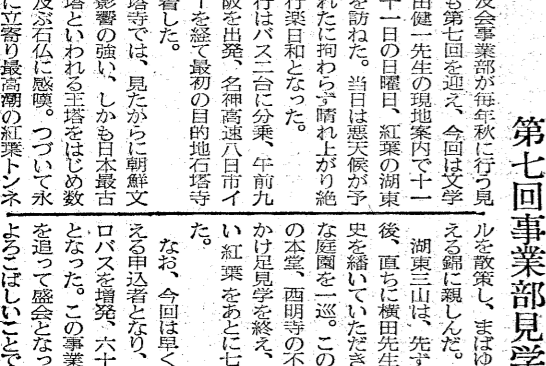 第七回事業部見学
友会事業部が毎年秋に行う見
も第七回を迎え、今回は文学
田健一先生の現地案内で十一
十一日の日曜日、紅葉の湖東
を訪ねた。当日は悪天候が予
れたに拘わらず晴れ上がり絶
行楽日和となった。
行はバス二台に分乗、午前九
阪を出発、名神高速八日市イ
ーを経て最初の目的地石塔寺
着した。
塔寺では、見たからに朝鮮文
影響の強い、しかも日本最古
塔といわれる王塔をはじめ数
及ぶ石仏に感嘆。つづいて永
に立寄り最高潮の紅葉トンネ
ルを散策し、まばゆ
える錦に親しんだ。
湖東三山は、先ず
後、直ちに横田先生
史を繙いていただき
な庭園を一巡。この
の本堂、西明寺の不
かけ足見学を終え、
い紅葉をあとに七
た。
なお、今回は早く
える申込者となり、
ロバスを増発、六十
となった。この事業
を追って盛会となっ
よろこばしいことで